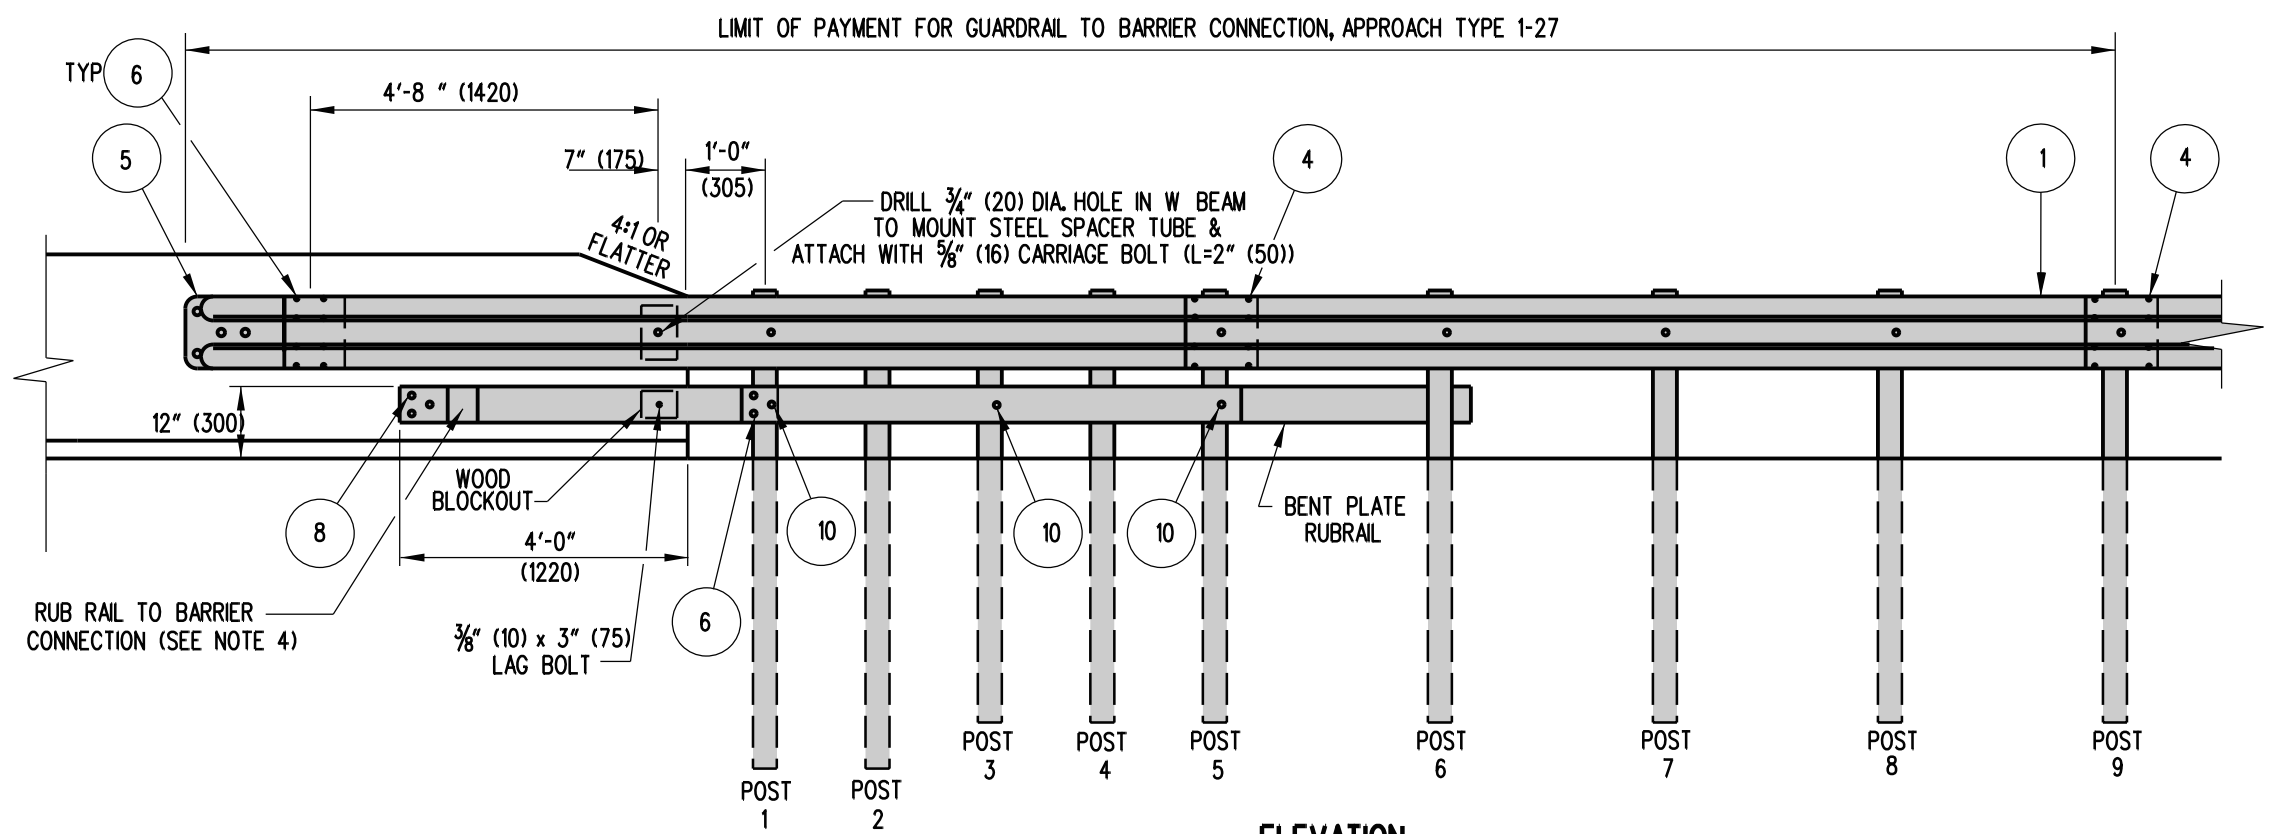 LIMIT OF PAYMENT FOR GUARDRAIL TO BARRIER CONNECTION, APPROACH TYPE 1-27
TYP
6
4'-8 " (1420)
5
7" (175)
1'-0"
(305)
4
1
4
4:1 OR
FLATTER
DRILL 3/4" (20) DIA. HOLE IN W BEAM
TO MOUNT STEEL SPACER TUBE &
ATTACH WITH 5/8" (16) CARRIAGE BOLT (L=2" (50))
12" (300)
WOOD
BLOCKOUT
8
10
10
10
BENT PLATE
RUBRAIL
4'-0"
(1220)
RUB RAIL TO BARRIER
CONNECTION (SEE NOTE 4)
6
3/8" (10) x 3" (75)
LAG BOLT
POST
1
POST
2
POST
3
POST
4
POST
5
POST
6
POST
7
POST
8
POST
9
ELEVATION